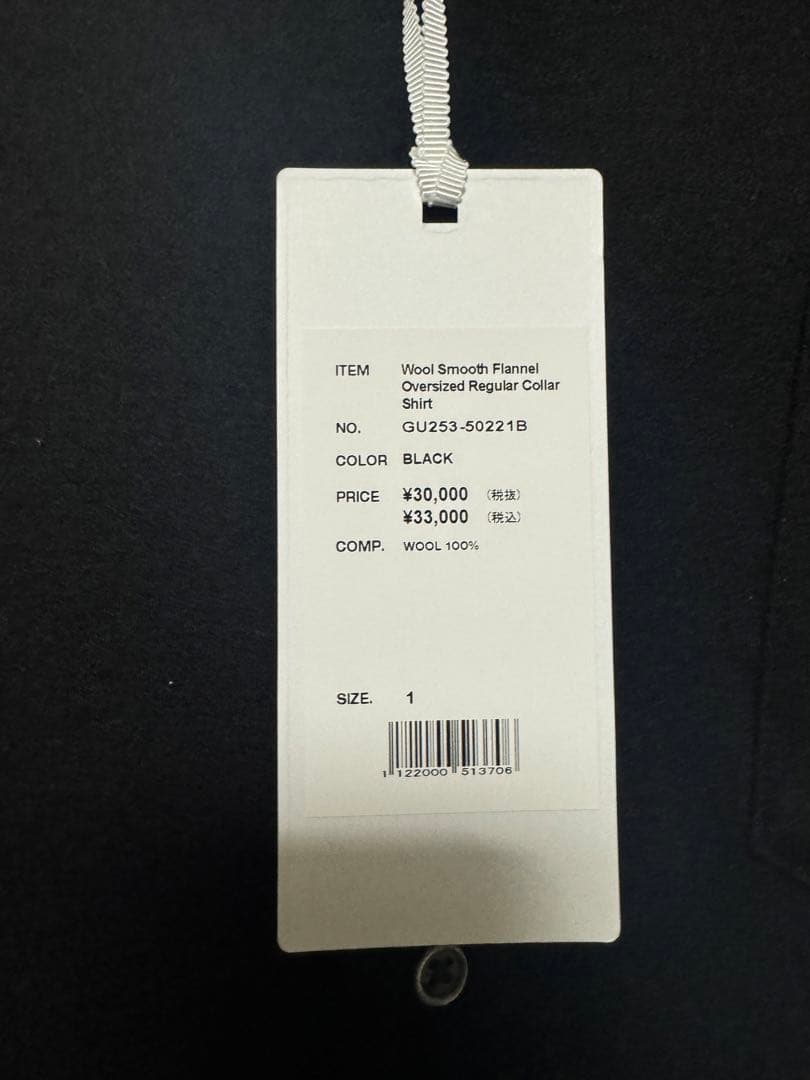 ITEM Wool Smooth Flannel
Oversized Regular Collar
Shirt
NO. GU253-50221B
COLOR BLACK
PRICE ¥30,000 (税抜)
¥33,000 (税込)
COMP. WOOL 100%
SIZE. 1
1 122000 513706